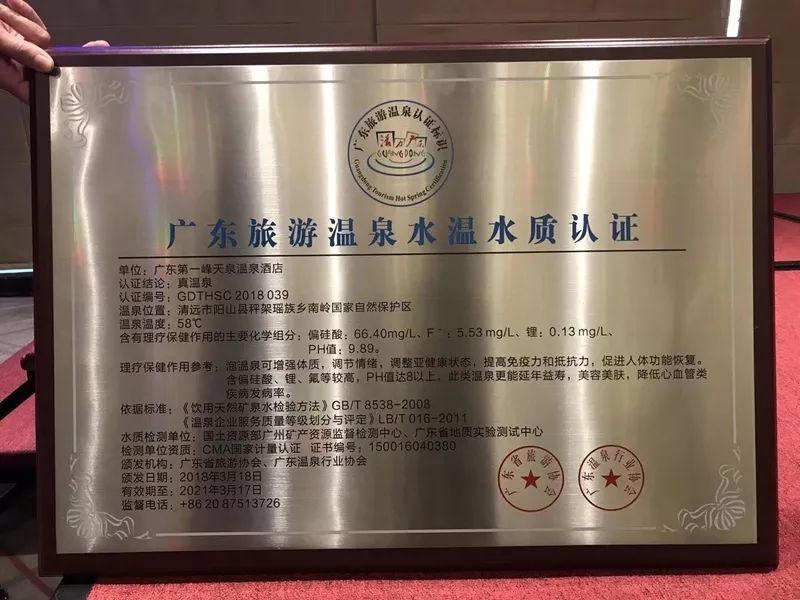 广东旅游温泉认证标识
活力广东
GUANGDONG
Guangdong Tourism Hot Spring Certification
广东旅游温泉水温水质认证
单位：广东第一峰天泉温泉酒店
认证结论：真温泉
认证编号：GDTHSC 2018 039
温泉位置：清远市阳山县秤架瑶族乡南岭国家自然保护区
温泉温度：58℃
含有理疗保健作用的主要化学组分：偏硅酸：66.40mg/L、F⁻：5.53 mg/L、锂：0.13 mg/L、
PH值：9.89。
理疗保健作用参考：泡温泉可增强体质，调节情绪，调整亚健康状态，提高免疫力和抵抗力，促进人体功能恢复。
含偏硅酸、锂、氟等较高，PH值达8以上，此类温泉更能延年益寿，美容美肤，降低心血管类
疾病发病率。
依据标准：《饮用天然矿泉水检验方法》GB/T 8538-2008
《温泉企业服务质量等级划分与评定》LB/T 016-2011
水质检测单位：国土资源部广州矿产资源监督检测中心、广东省地质实验测试中心
检测单位资质：CMA国家计量认证 证书编号：150016040380
颁发机构：广东省旅游协会、广东温泉行业协会
颁发日期：2018年3月18日
有效期至：2021年3月17日
监督电话：+86 20 87513726
广东省旅游协会
广东温泉行业协会